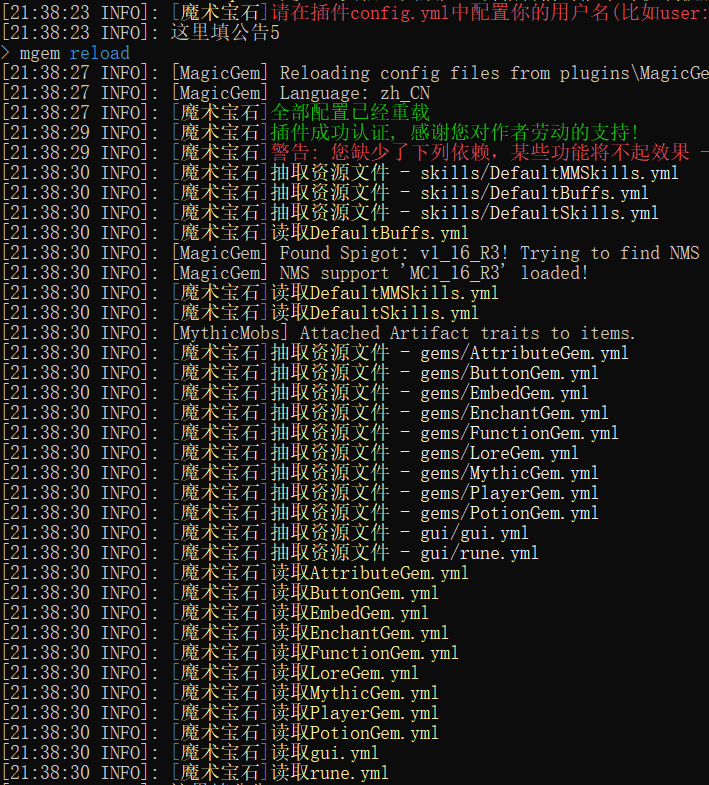 [21:38:23 INFO]: [魔术宝石]请在插件config.yml中配置你的用户名(比如user:
[21:38:23 INFO]: 这里填公告5
> mgem reload
[21:38:27 INFO]: [MagicGem] Reloading config files from plugins\MagicGe
[21:38:27 INFO]: [MagicGem] Language: zh_CN
[21:38:27 INFO]: [魔术宝石]全部配置已经重载
[21:38:29 INFO]: [魔术宝石]插件成功认证, 感谢您对作者劳动的支持!
[21:38:29 INFO]: [魔术宝石]警告: 您缺少了下列依赖, 某些功能将不起效果 -
[21:38:30 INFO]: [魔术宝石]抽取资源文件 - skills/DefaultMMSkills.yml
[21:38:30 INFO]: [魔术宝石]抽取资源文件 - skills/DefaultBuffs.yml
[21:38:30 INFO]: [魔术宝石]抽取资源文件 - skills/DefaultSkills.yml
[21:38:30 INFO]: [魔术宝石]读取DefaultBuffs.yml
[21:38:30 INFO]: [MagicGem] Found Spigot: v1_16_R3! Trying to find NMS
[21:38:30 INFO]: [MagicGem] NMS support 'MC1_16_R3' loaded!
[21:38:30 INFO]: [魔术宝石]读取DefaultMMSkills.yml
[21:38:30 INFO]: [魔术宝石]读取DefaultSkills.yml
[21:38:30 INFO]: [MythicMobs] Attached Artifact traits to items.
[21:38:30 INFO]: [魔术宝石]抽取资源文件 - gems/AttributeGem.yml
[21:38:30 INFO]: [魔术宝石]抽取资源文件 - gems/ButtonGem.yml
[21:38:30 INFO]: [魔术宝石]抽取资源文件 - gems/EmbedGem.yml
[21:38:30 INFO]: [魔术宝石]抽取资源文件 - gems/EnchantGem.yml
[21:38:30 INFO]: [魔术宝石]抽取资源文件 - gems/FunctionGem.yml
[21:38:30 INFO]: [魔术宝石]抽取资源文件 - gems/LoreGem.yml
[21:38:30 INFO]: [魔术宝石]抽取资源文件 - gems/MythicGem.yml
[21:38:30 INFO]: [魔术宝石]抽取资源文件 - gems/PlayerGem.yml
[21:38:30 INFO]: [魔术宝石]抽取资源文件 - gems/PotionGem.yml
[21:38:30 INFO]: [魔术宝石]抽取资源文件 - gui/gui.yml
[21:38:30 INFO]: [魔术宝石]抽取资源文件 - gui/rune.yml
[21:38:30 INFO]: [魔术宝石]读取AttributeGem.yml
[21:38:30 INFO]: [魔术宝石]读取ButtonGem.yml
[21:38:30 INFO]: [魔术宝石]读取EmbedGem.yml
[21:38:30 INFO]: [魔术宝石]读取EnchantGem.yml
[21:38:30 INFO]: [魔术宝石]读取FunctionGem.yml
[21:38:30 INFO]: [魔术宝石]读取LoreGem.yml
[21:38:30 INFO]: [魔术宝石]读取MythicGem.yml
[21:38:30 INFO]: [魔术宝石]读取PlayerGem.yml
[21:38:30 INFO]: [魔术宝石]读取PotionGem.yml
[21:38:30 INFO]: [魔术宝石]读取gui.yml
[21:38:30 INFO]: [魔术宝石]读取rune.yml